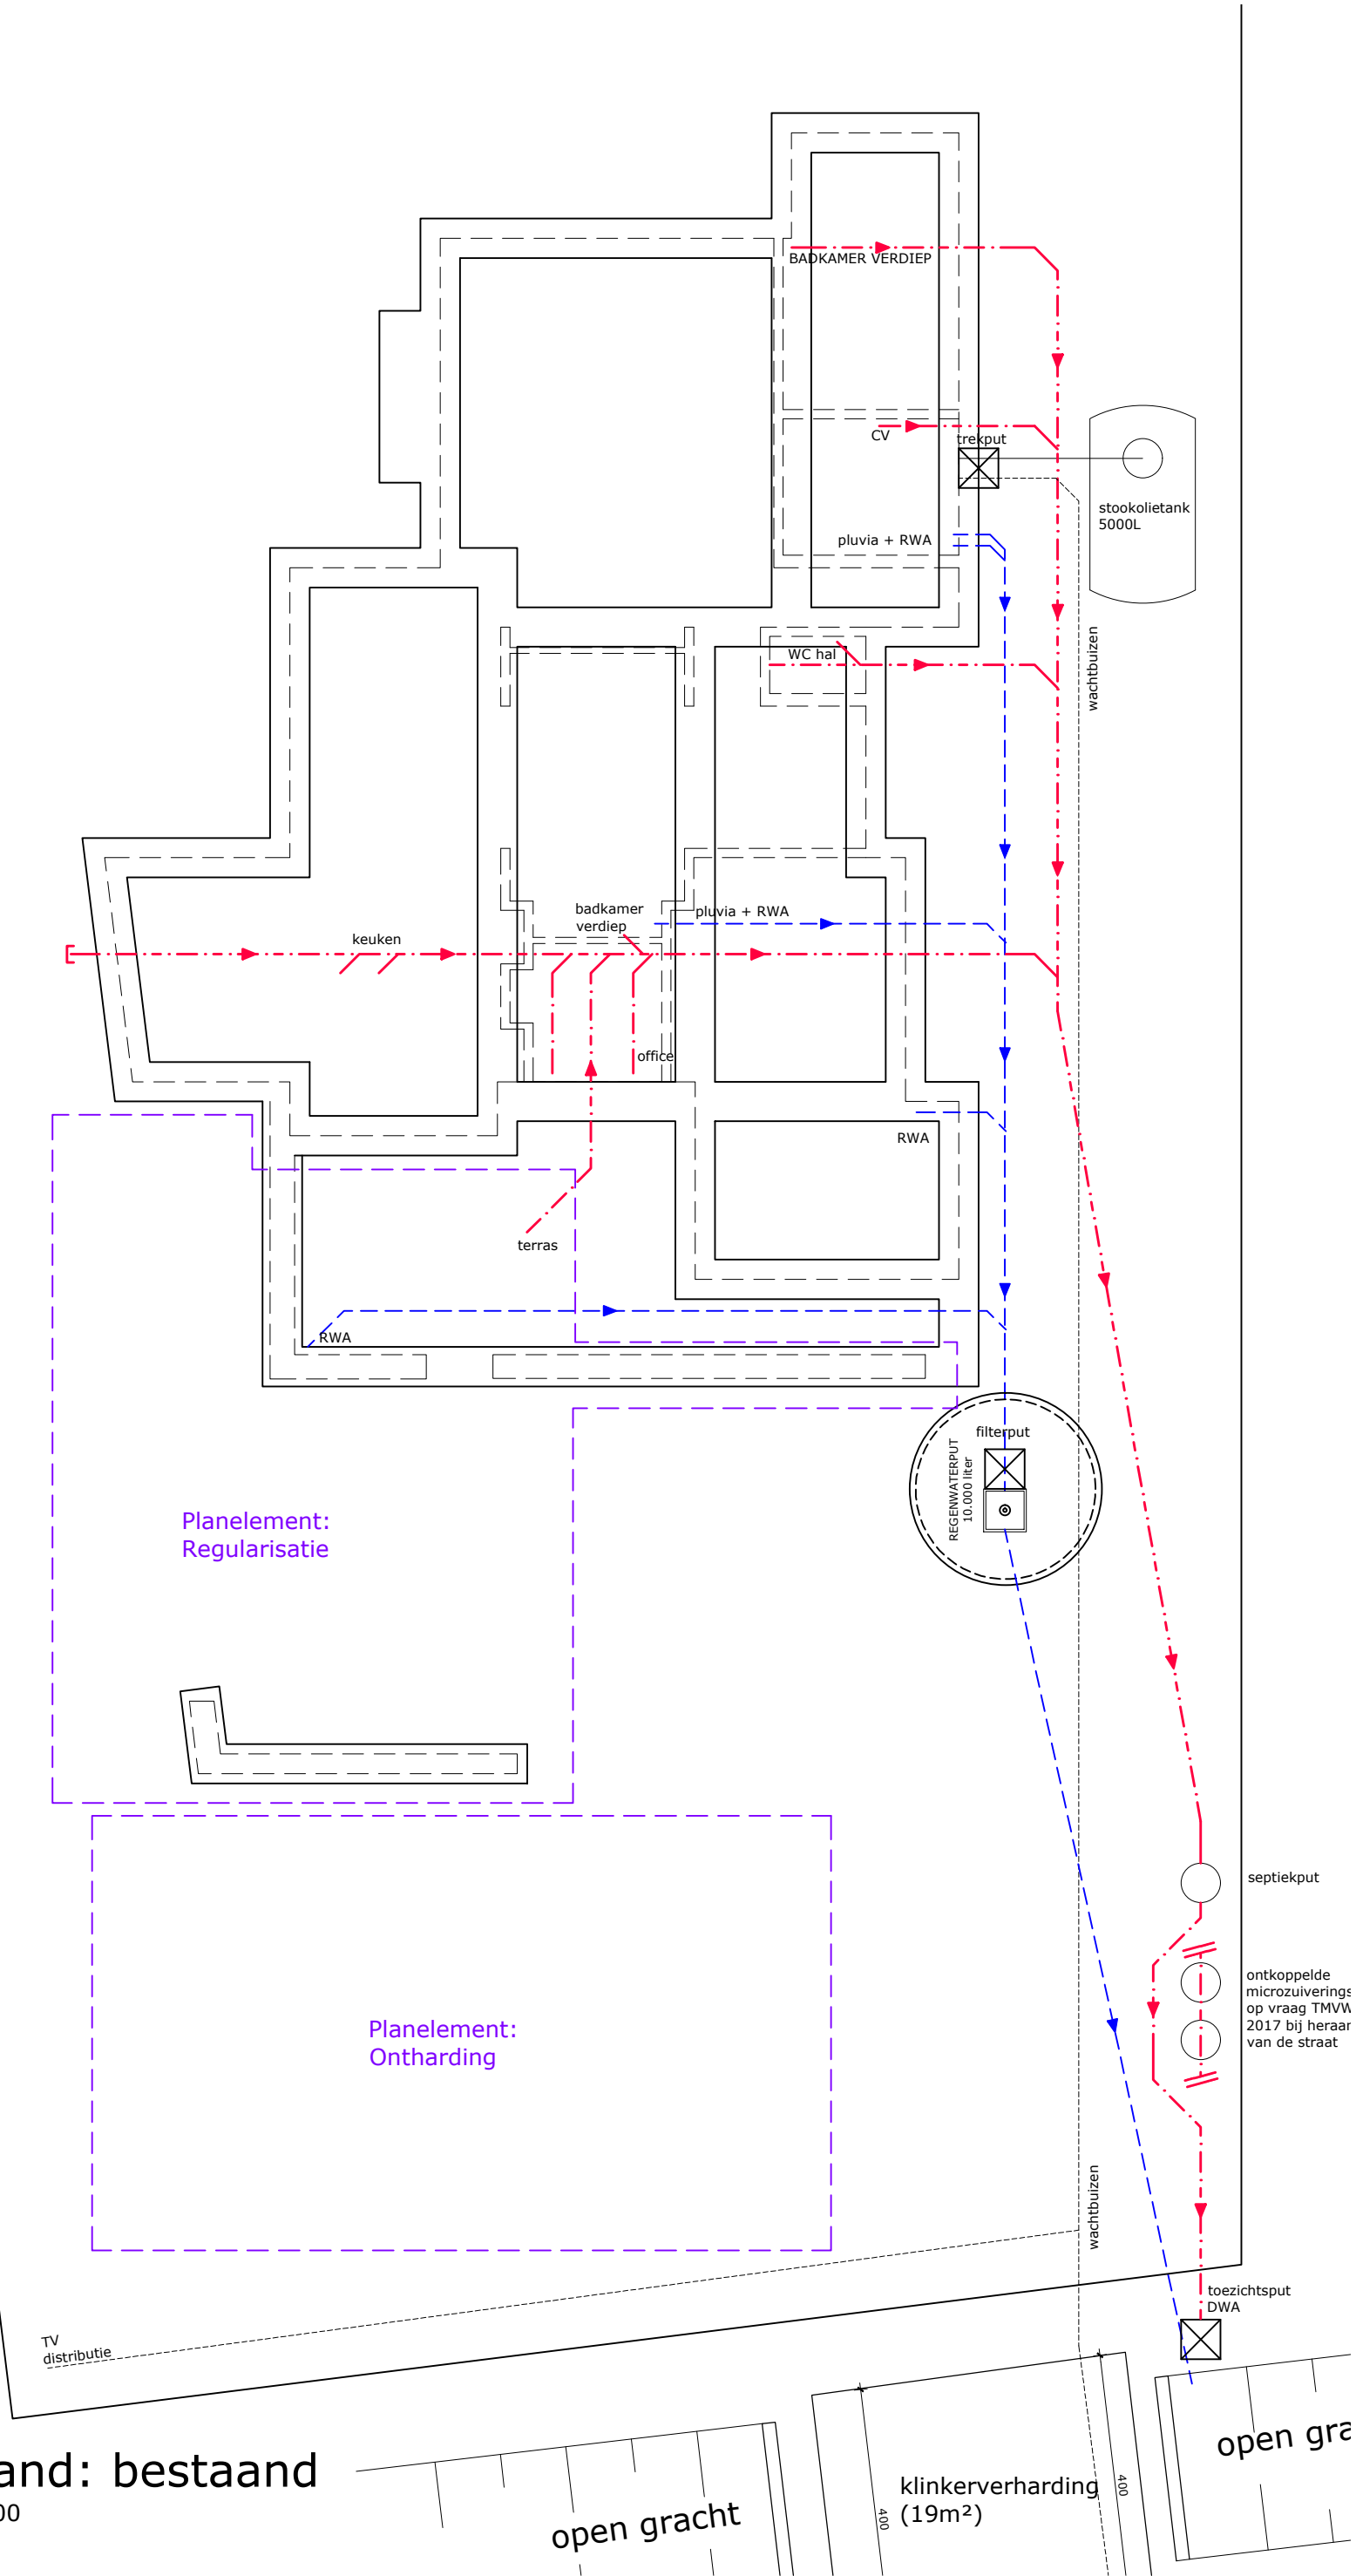 BADKAMER VERDIEP
CV
trekput
stookolietank
5000L
pluvia + RWA
wachtbuizen
WC hal
badkamer
verdiep
pluvia + RWA
keuken
office
RWA
terras
RWA
filterput
REGENWATERPUT
10.000 liter
Planelement:
Regularisatie
septiekput
ontkoppelde
microzuiverings
op vraag TMVW
2017 bij heraan
van de straat
Planelement:
Ontharding
wachtbuizen
toezichtsput
DWA
TV
distributie
and: bestaand
00
open gracht
klinkerverharding
(19m²)
400
400
open gra